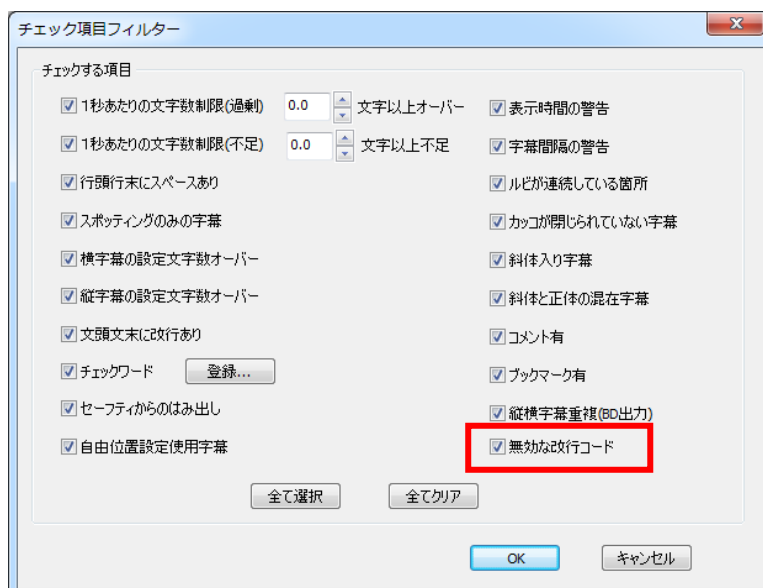 チェック項目フィルター
チェックする項目
1秒あたりの文字数制限(過剰) 0.0 文字以上オーバー
1秒あたりの文字数制限(不足) 0.0 文字以上不足
行頭行末にスペースあり
スポッティングのみの字幕
横字幕の設定文字数オーバー
縦字幕の設定文字数オーバー
文頭文末に改行あり
チェックワード 登録...
セーフティからのはみ出し
自由位置設定使用字幕
表示時間の警告
字幕間隔の警告
ルビが連続している箇所
カッコが閉じられていない字幕
斜体入り字幕
斜体と正体の混在字幕
コメント有
ブックマーク有
縦横字幕重複(BD出力)
無効な改行コード
全て選択 全てクリア
OK キャンセル